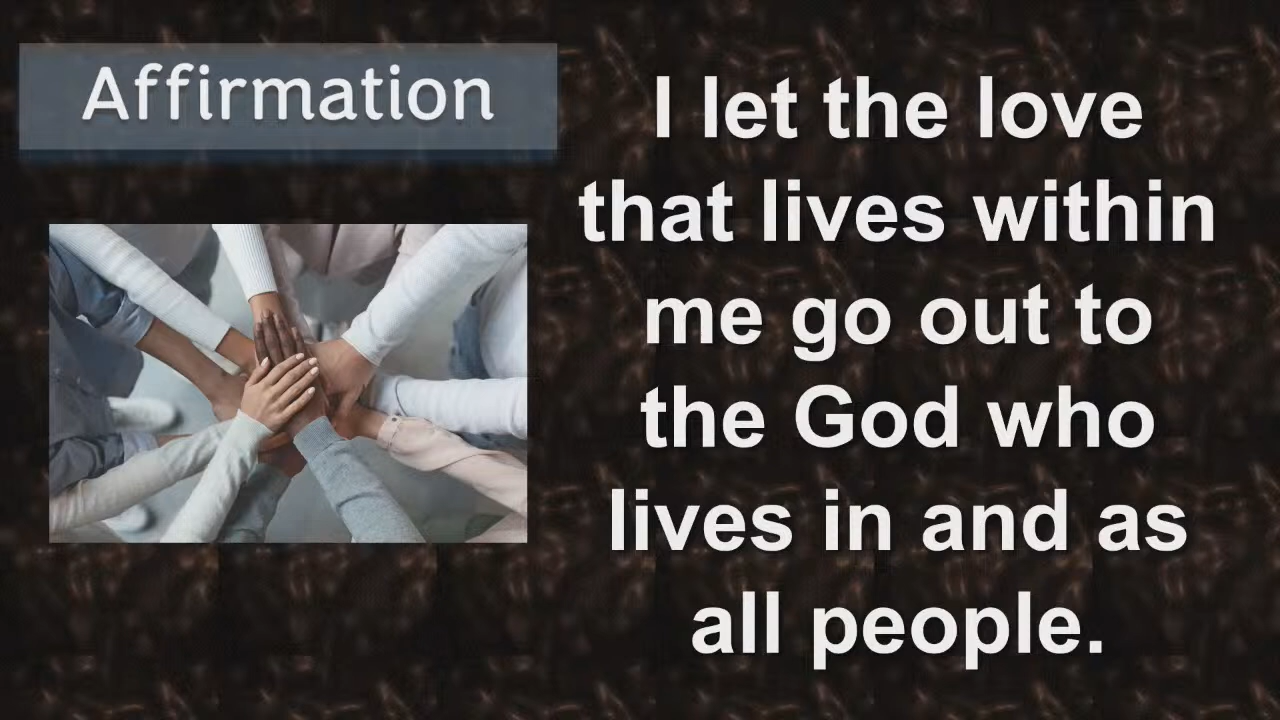 Affirmation
I let the love
that lives within
me go out to
the God who
lives in and as
all people.